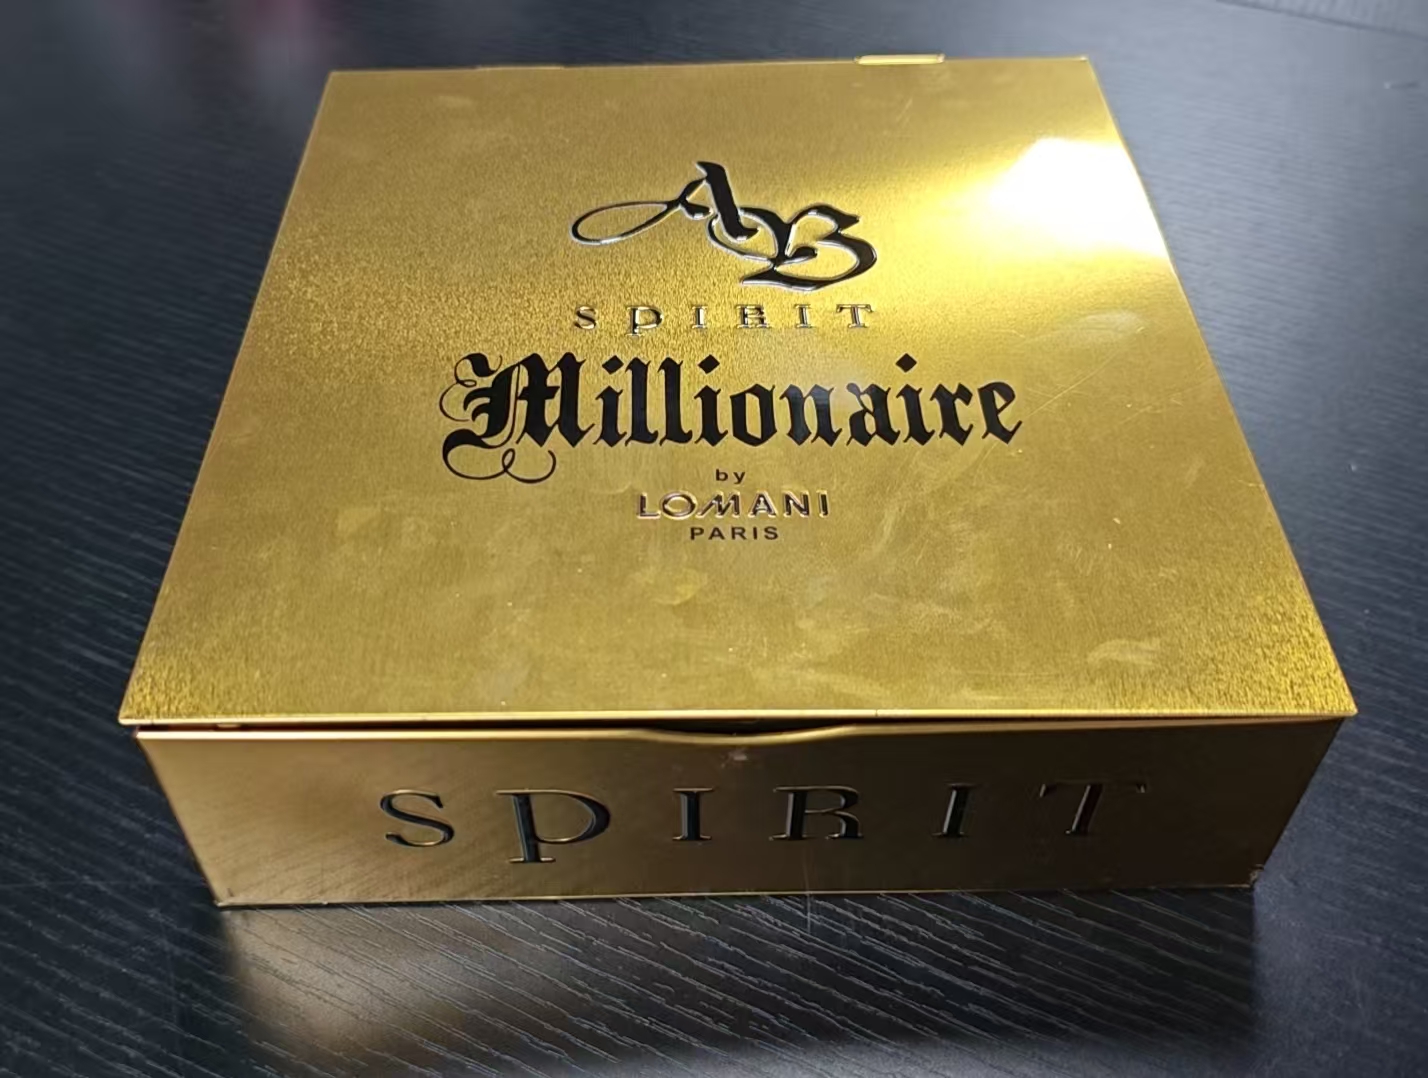 AB
SPIRIT
Millionaire
by
LOMANI
PARIS
SPIRIT